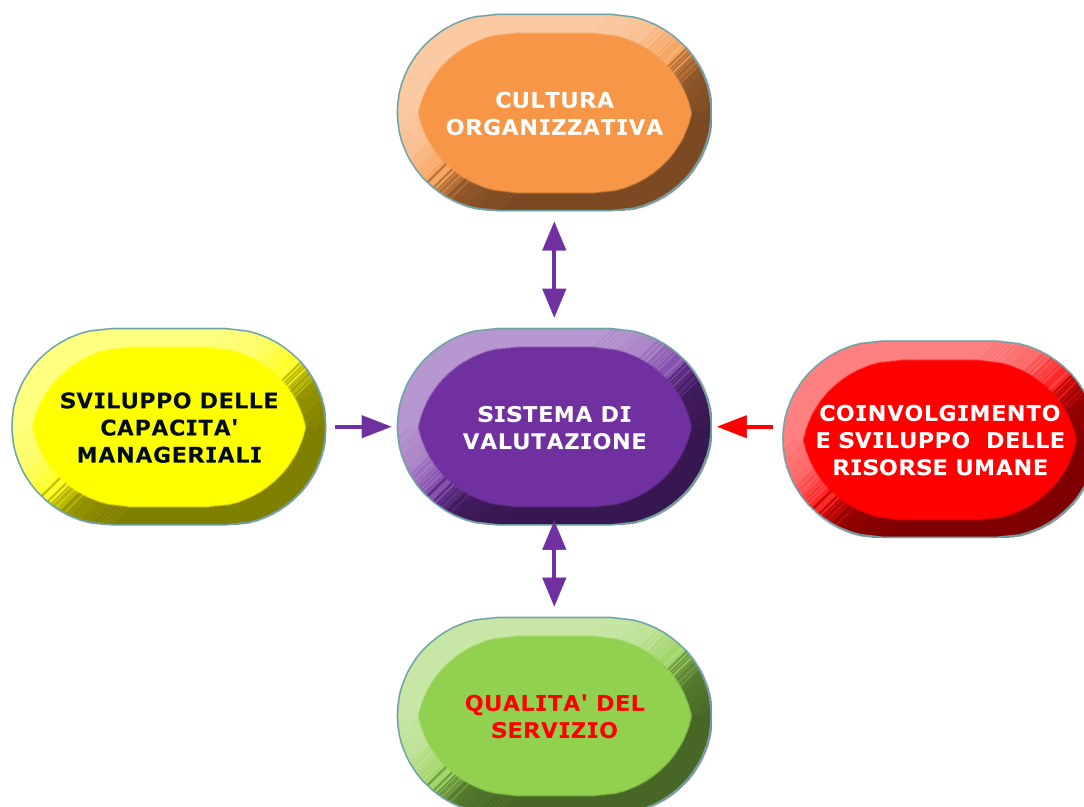 CULTURA
ORGANIZZATIVA
SVILUPPO DELLE
CAPACITA'
MANAGERIALI
SISTEMA DI
VALUTAZIONE
COINVOLGIMENTO
E SVILUPPO  DELLE
RISORSE UMANE
QUALITA' DEL
SERVIZIO